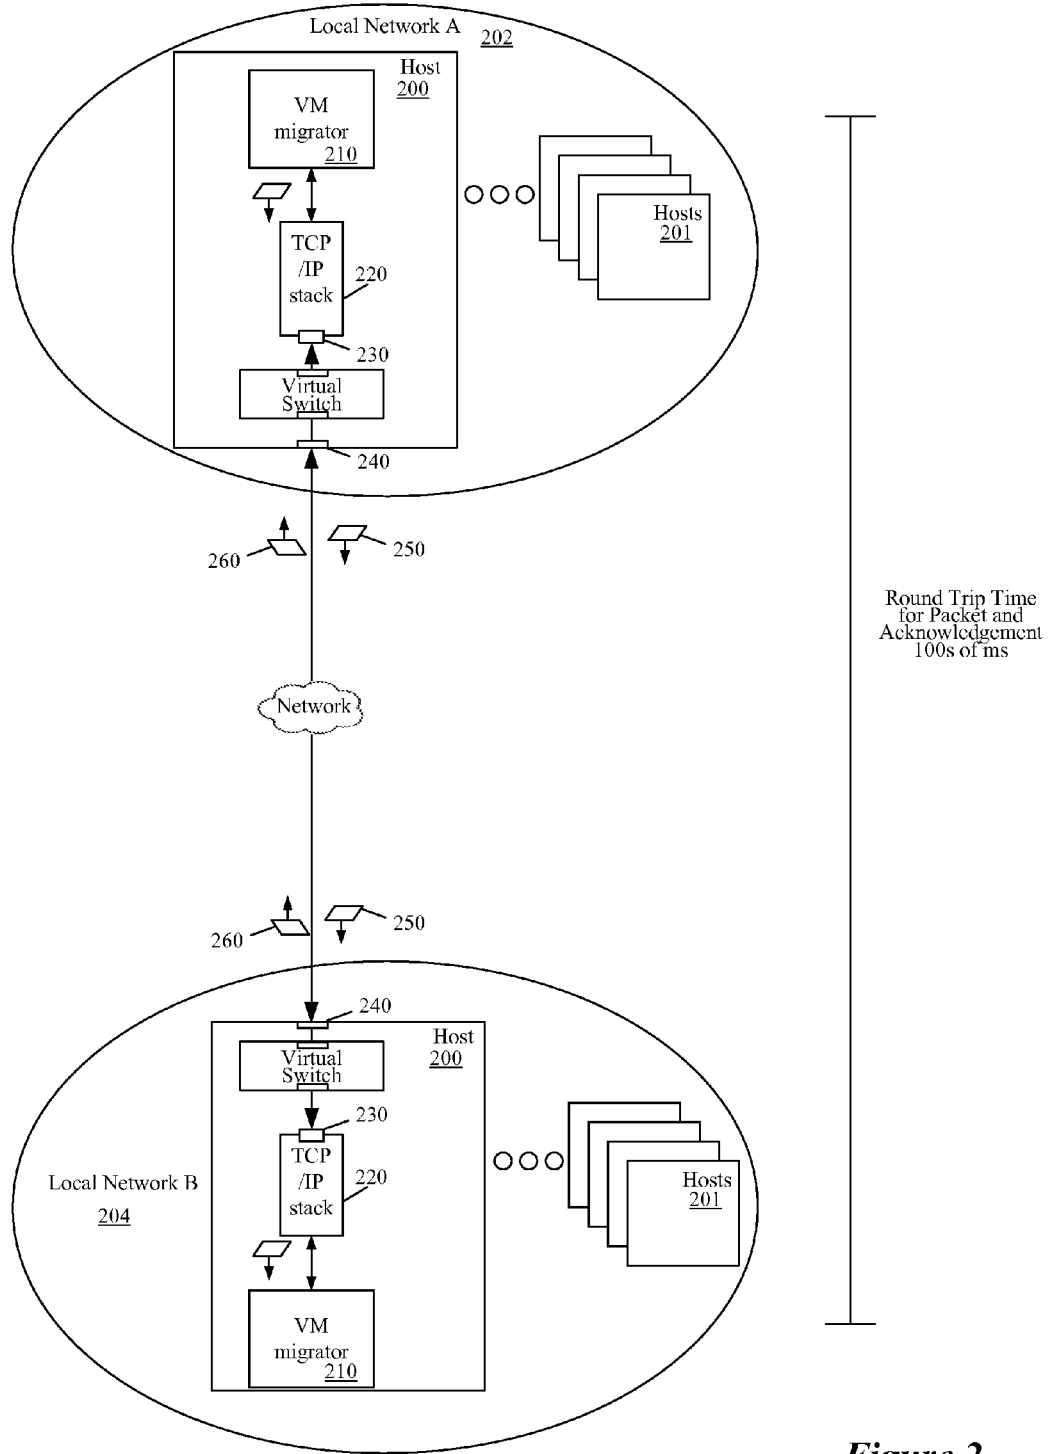 Local Network A
202
Host
200
VM
migrator
210
Hosts
201
TCP
/IP
stack
220
230
Virtual
Switch
240
260
250
Round Trip Time
for Packet and
Acknowledgement
100s of ms
Network
260
250
240
Host
200
Virtual
Switch
230
TCP
/IP
stack
220
Local Network B
204
Hosts
201
VM
migrator
210
Figure 2